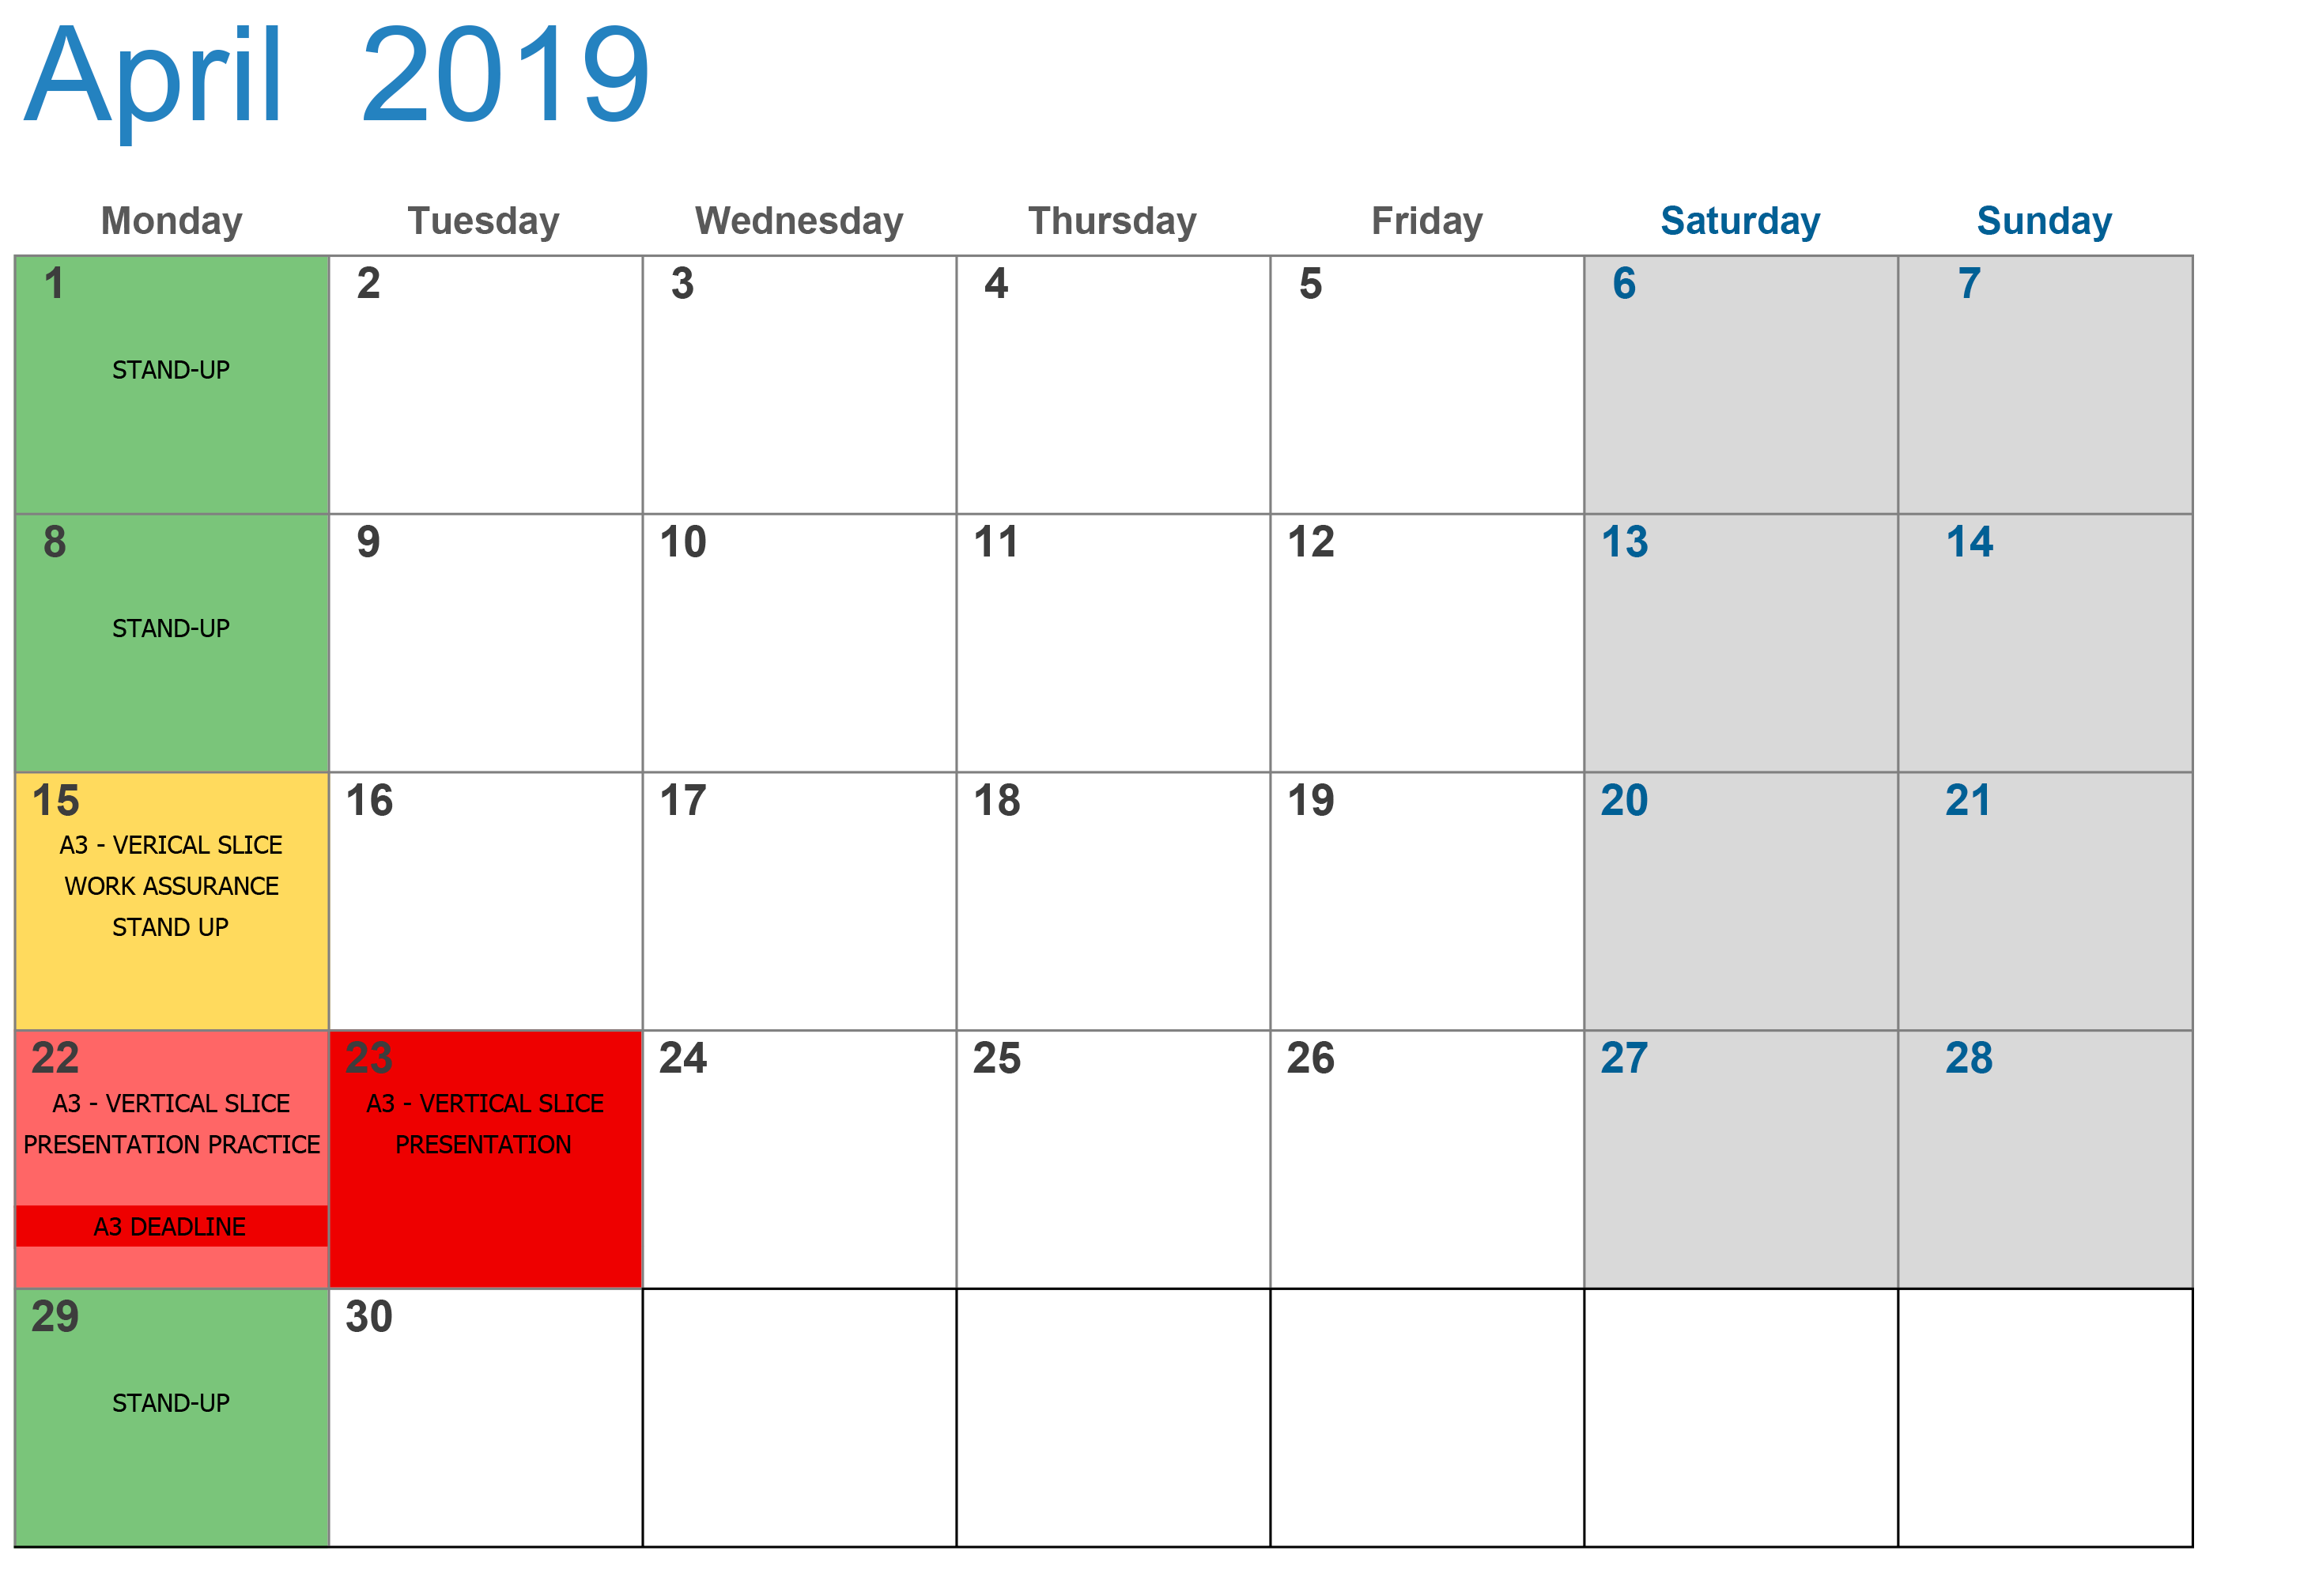 April 2019
Monday Tuesday Wednesday Thursday Friday Saturday Sunday
1 2 3 4 5 6 7
STAND-UP
8 9 10 11 12 13 14
STAND-UP
15 16 17 18 19 20 21
A3 - VERICAL SLICE
WORK ASSURANCE
STAND UP
22 23 24 25 26 27 28
A3 - VERTICAL SLICE A3 - VERTICAL SLICE
PRESENTATION PRACTICE PRESENTATION
A3 DEADLINE
29 30
STAND-UP